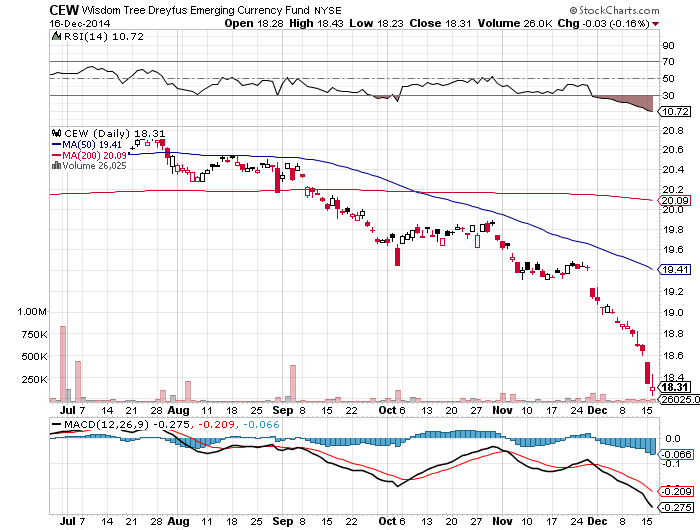 CEW Wisdom Tree Dreyfus Emerging Currency Fund NYSE © StockCharts.com
16-Dec-2014 Open 18.28 High 18.43 Low 18.23 Close 18.31 Volume 26.0K Chg -0.03 (-0.16%)
RSI(14) 10.72
90
70
50
30
10.72
CEW (Daily) 18.31
MA(50) 19.41
MA(200) 20.09
Volume 26,025
20.8
20.6
20.4
20.2
20.09
20.0
19.8
19.6
19.41
19.2
19.0
18.8
18.6
18.4
18.31
26025.0
1.00M
750K
500K
250K
Jul 7 14 21 28 Aug 11 18 25 Sep 8 15 22 Oct 6 13 20 27 Nov 10 17 24 Dec 8 15
MACD(12,26,9) -0.275, -0.209, -0.066
0.0
-0.066
-0.1
-0.209
-0.275
Jul 7 14 21 28 Aug 11 18 25 Sep 8 15 22 Oct 6 13 20 27 Nov 10 17 24 Dec 8 15